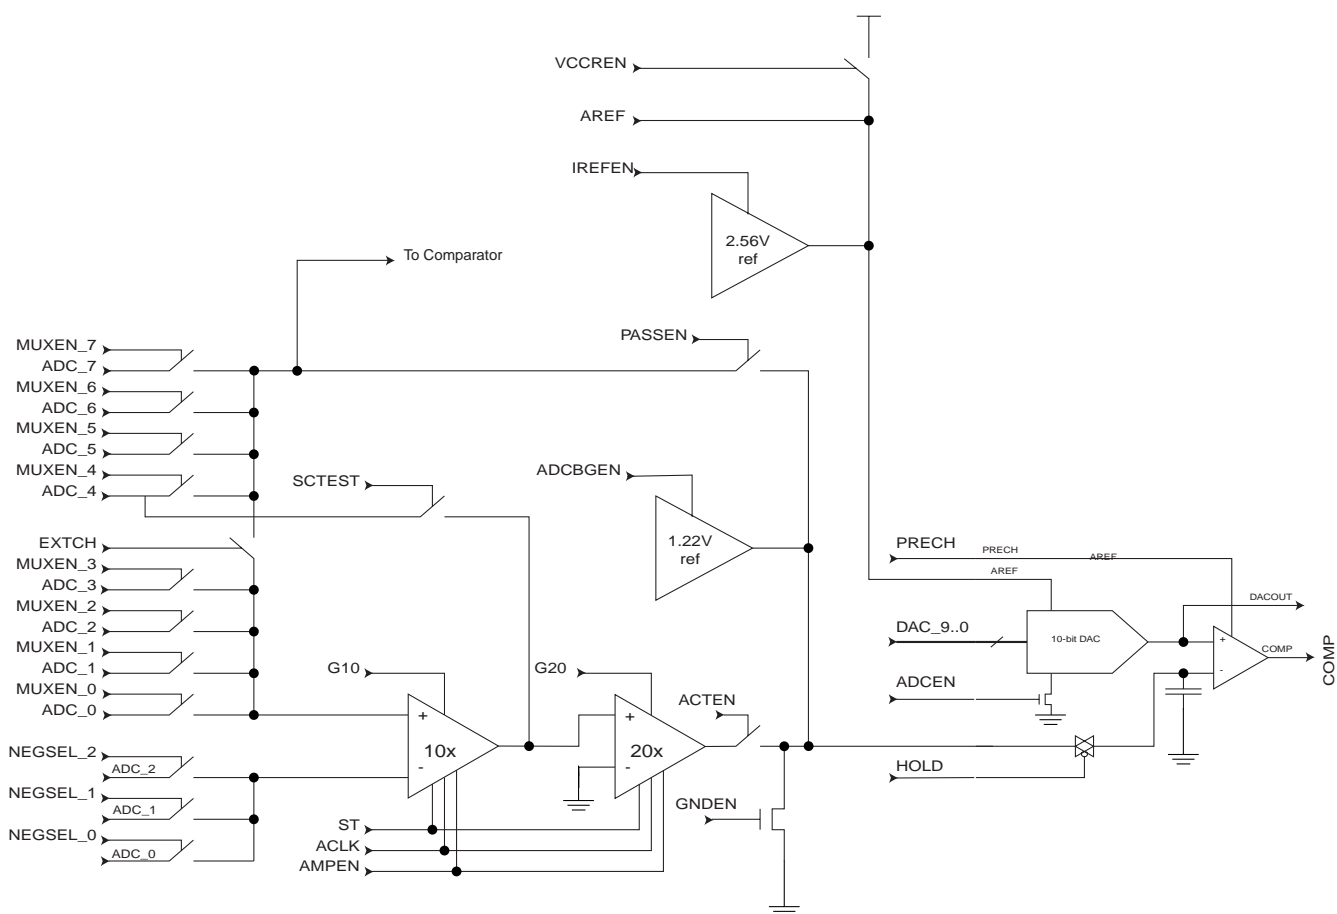 VCCREN
AREF
IREFEN
2.56V
ref
To Comparator
PASSEN
MUXEN_7
ADC_7
MUXEN_6
ADC_6
MUXEN_5
ADC_5
MUXEN_4
ADC_4
SCTEST
ADCBGEN
1.22V
ref
EXTCH
MUXEN_3
ADC_3
MUXEN_2
ADC_2
MUXEN_1
ADC_1
MUXEN_0
ADC_0
PRECH
PRECH
AREF
AREF
DACOUT
DAC_9..0
10-bit DAC
+
-
COMP
COMP
ADCEN
G10
G20
ACTEN
+
10x
-
+
20x
-
HOLD
NEGSEL_2
ADC_2
NEGSEL_1
ADC_1
NEGSEL_0
ADC_0
GNDEN
ST
ACLK
AMPEN